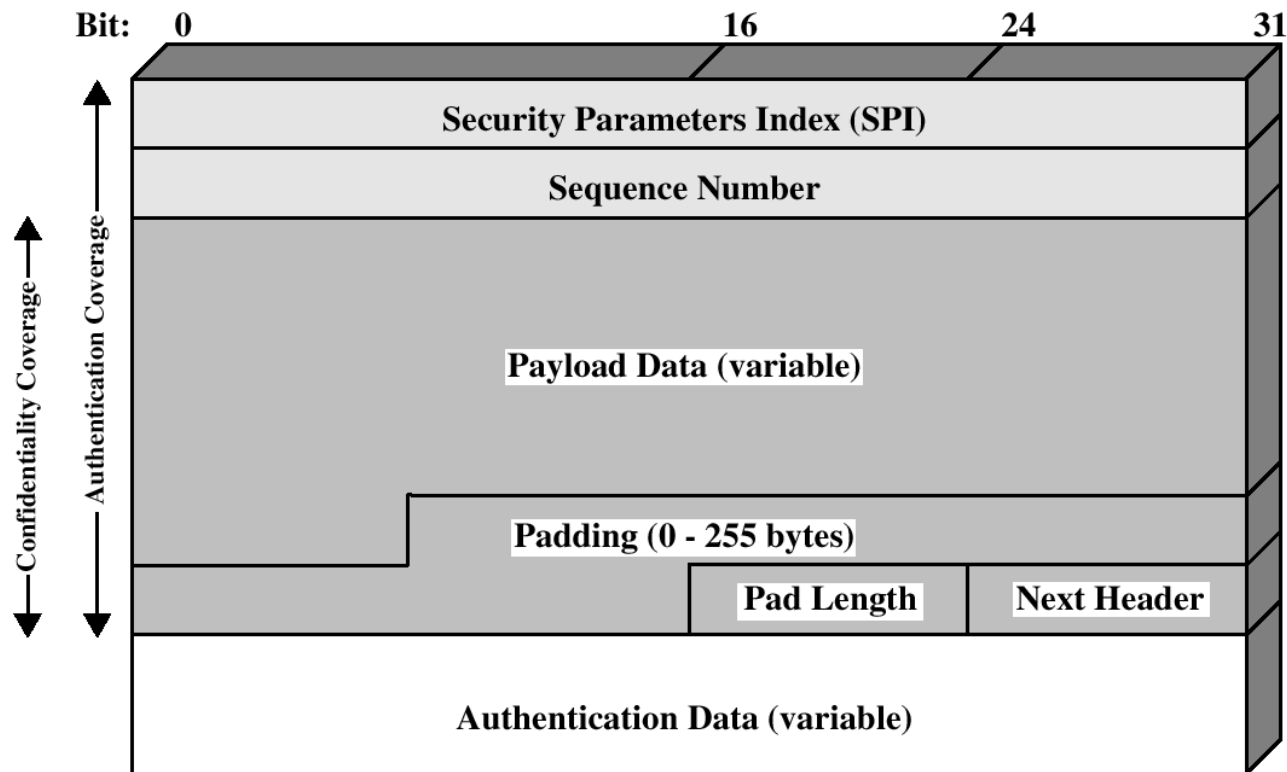 Bit: 0 16 24 31
Security Parameters Index (SPI)
Sequence Number
Confidentiality Coverage
Authentication Coverage
Payload Data (variable)
Padding (0 - 255 bytes)
Pad Length Next Header
Authentication Data (variable)